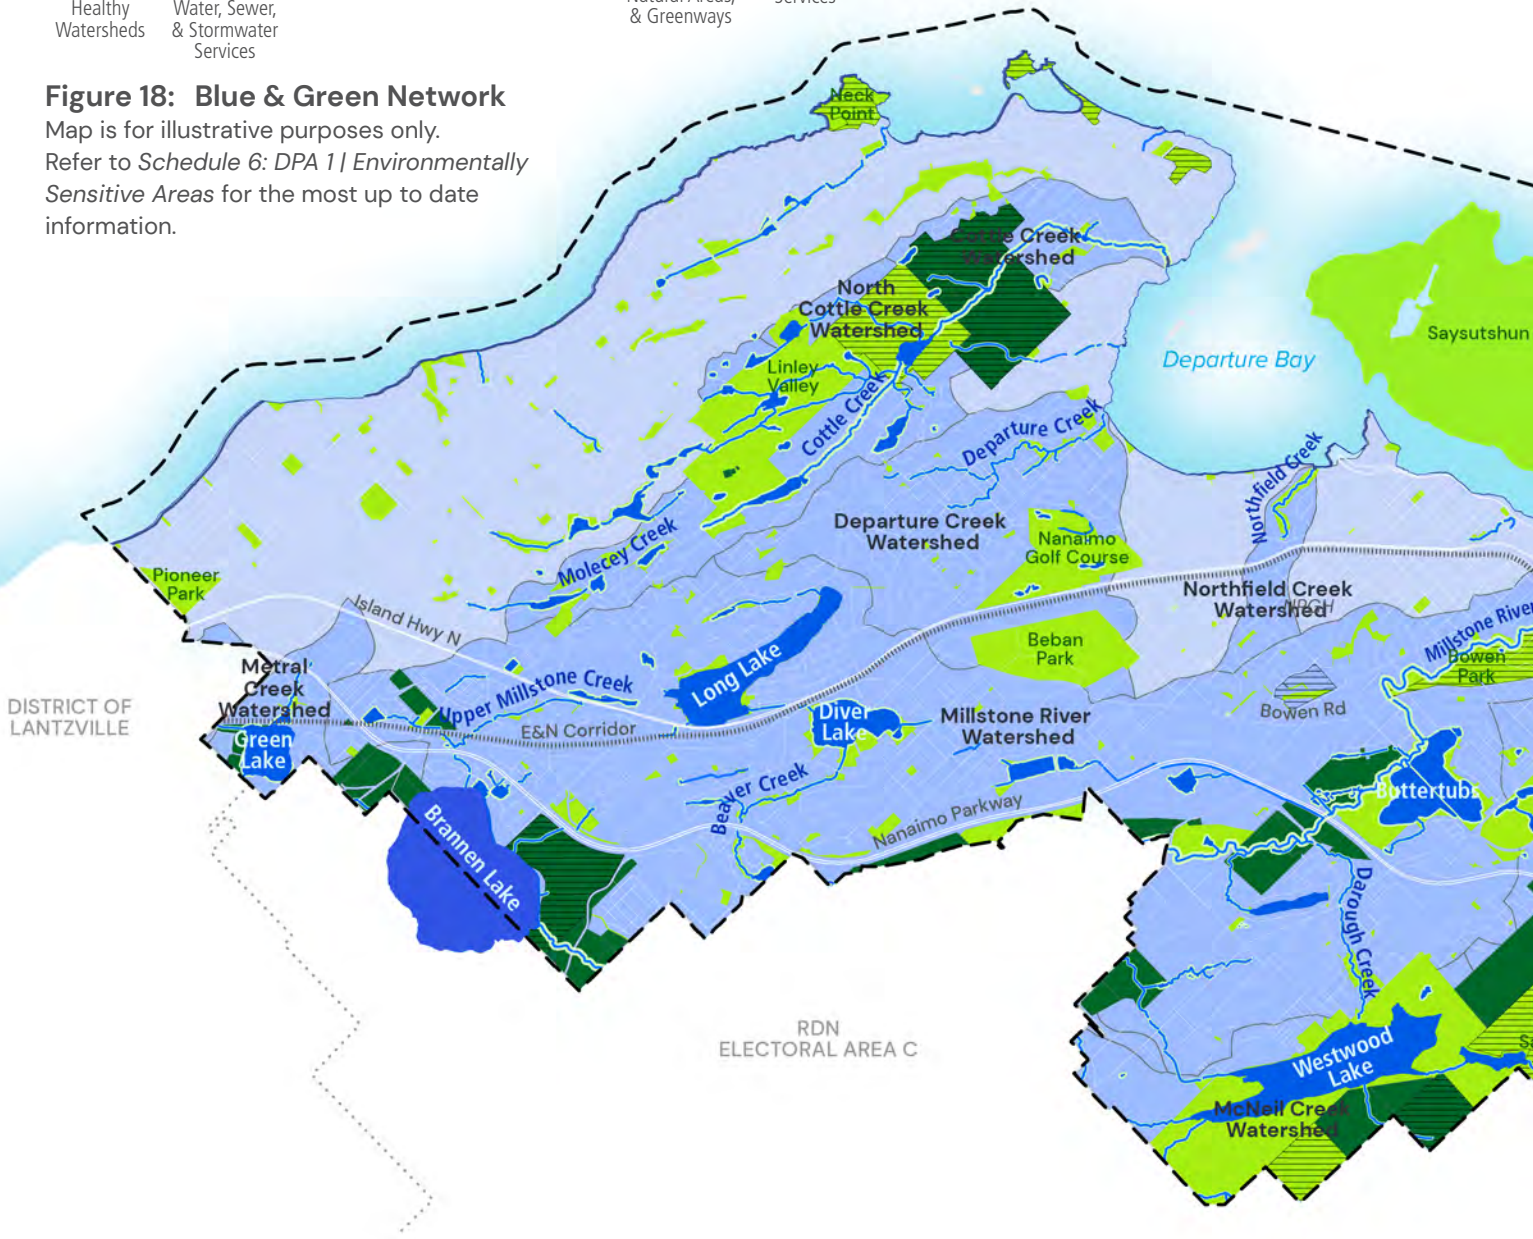 Healthy
Watersheds
Water, Sewer,
& Stormwater
Services
Natural Areas,
& Greenways
Services
Figure 18: Blue & Green Network
Map is for illustrative purposes only.
Refer to Schedule 6: DPA 1 | Environmentally
Sensitive Areas for the most up to date
information.
Neck
Point
Cottle Creek
Watershed
North
Cottle Creek
Watershed
Linley
Valley
Cottle Creek
Departure Bay
Saysutshun
Departure Creek
Northfield Creek
Departure Creek
Watershed
Nanaimo
Golf Course
Molecey Creek
Pioneer
Park
Island Hwy N
Northfield Creek
Watershed
NRGH
Millstone River
Beban
Park
Bowen
Park
Metral
Creek
Watershed
Upper Millstone Creek
Long Lake
DISTRICT OF
LANTZVILLE
E&N Corridor
Diver
Lake
Millstone River
Watershed
Bowen Rd
Green
Lake
Beaver Creek
Nanaimo Parkway
Buttertubs
Brannen Lake
Darough Creek
RDN
ELECTORAL AREA C
Westwood
Lake
McNeil Creek
Watershed